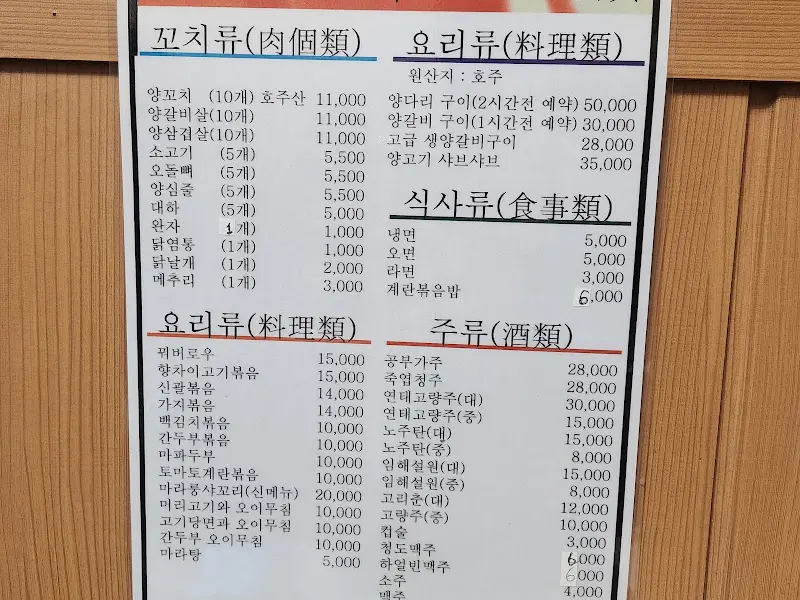 꼬치류(肉個類)
양꼬치 (10개) 호주산 11,000
양갈비살(10개) 11,000
양삼겹살(10개) 11,000
소고기 (5개) 5,500
오돌뼈 (5개) 5,500
양심줄 (5개) 5,500
대하 (5개) 5,000
완자 1개) 1,000
닭염통 (1개) 1,000
닭날개 (1개) 2,000
메추리 (1개) 3,000
요리류(料理類)
꿔바로우 15,000
향차이고기볶음 15,000
신괄볶음 14,000
가지볶음 14,000
백김치볶음 10,000
간두부볶음 10,000
마파두부 10,000
토마토계란볶음 10,000
마라롱샤꼬리(신메뉴) 20,000
머리고기와 오이무침 10,000
고기당면과 오이무침 10,000
간두부 오이무침 10,000
마라탕 5,000
요리류(料理類)
원산지 : 호주
양다리 구이(2시간전 예약) 50,000
양갈비 구이(1시간전 예약) 30,000
고급 생양갈비구이 28,000
양고기 샤브샤브 35,000
식사류(食事類)
냉면 5,000
오면 5,000
라면 3,000
계란볶음밥 6,000
주류(酒類)
공부가주 28,000
죽엽청주 28,000
연태고량주(대) 30,000
연태고량주(중) 15,000
노주탄(대) 15,000
노주탄(중) 8,000
임해설원(대) 15,000
임해설원(중) 8,000
고리춘(대) 12,000
고량주(중) 10,000
컵술 3,000
청도맥주 6,000
하얼빈맥주 6,000
소주 4,000
맥주